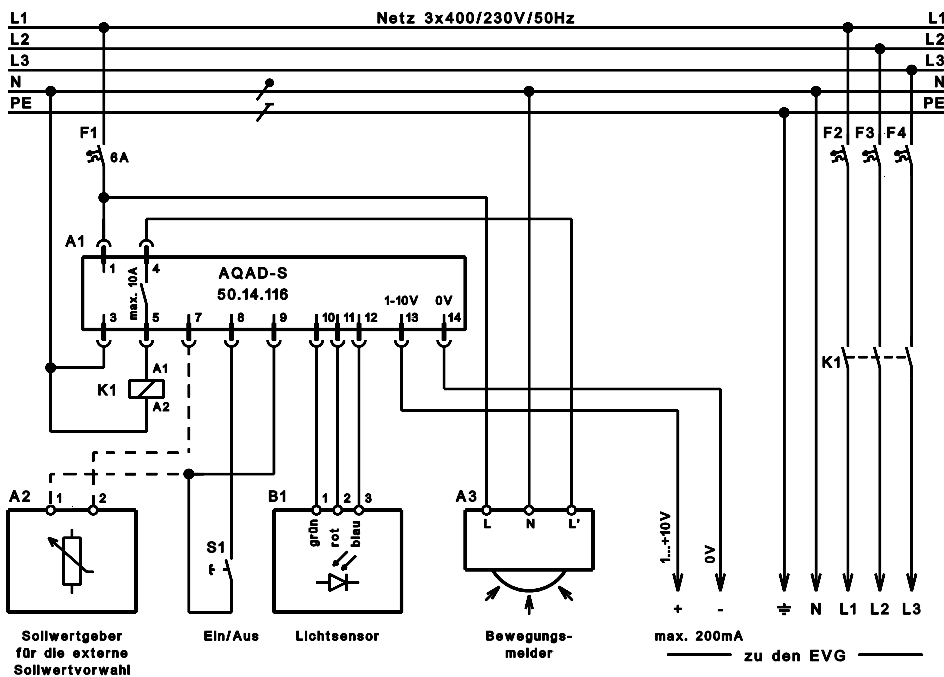 L1 Netz 3x400/230V/50Hz L1
L2 L2
L3 L3
N N
PE PE
F1 6A F2 F3 F4
A1 1 4 AQAD-S
max. 10A 50.14.116
1-10V 0V
3 5 7 8 9 10 11 12 13 14
K1 A1
A2
K1
A2 1 2 B1 1 2 3 A3 L N L'
grün rot blau
S1
1...+10V 0V
+ - N L1 L2 L3
Sollwertgeber
für die externe
Sollwertvorwahl
Ein/Aus
Lichtsensor
Bewegungs-
melder
max. 200mA
zu den EVG